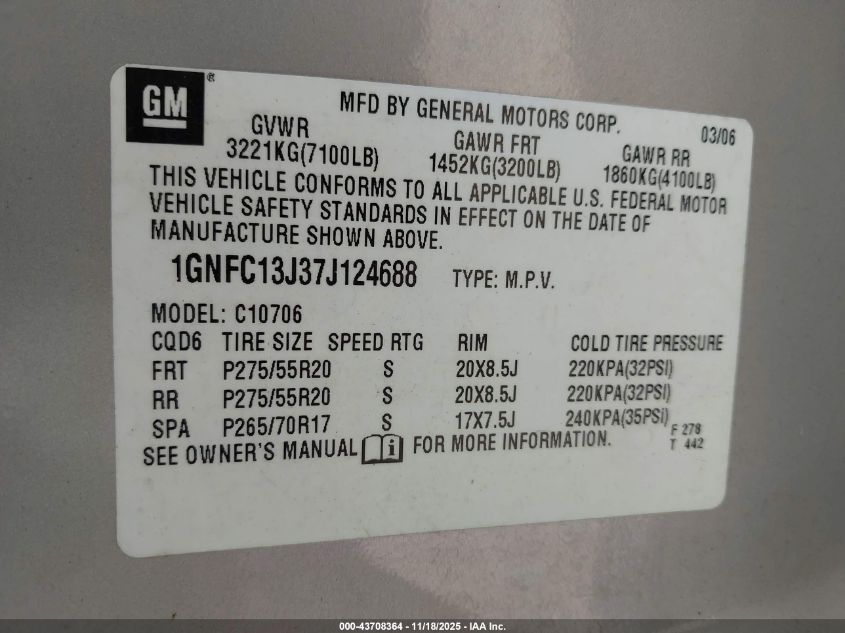 GM ®
MFD BY GENERAL MOTORS CORP. 03/06
GVWR GAWR FRT GAWR RR
3221KG(7100LB) 1452KG(3200LB) 1860KG(4100LB)
THIS VEHICLE CONFORMS TO ALL APPLICABLE U.S. FEDERAL MOTOR
VEHICLE SAFETY STANDARDS IN EFFECT ON THE DATE OF
MANUFACTURE SHOWN ABOVE.
1GNFC13J37J124688 TYPE: M.P.V.
MODEL: C10706
CQD6 TIRE SIZE SPEED RTG RIM COLD TIRE PRESSURE
FRT P275/55R20 S 20X8.5J 220KPA(32PSI)
RR P275/55R20 S 20X8.5J 220KPA(32PSI)
SPA P265/70R17 S 17X7.5J 240KPA(35PSI)
SEE OWNER'S MANUAL i FOR MORE INFORMATION.
F 278
T 442
000-43708364 - 11/18/2025 - IAA Inc.